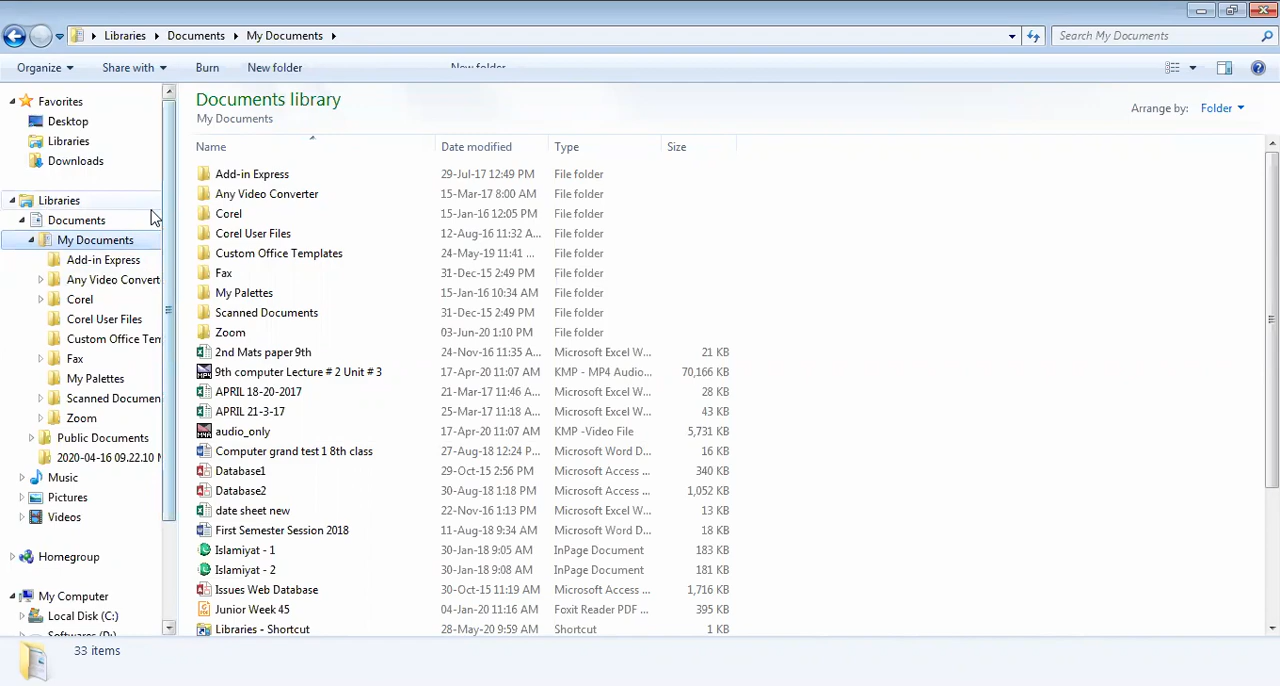 Libraries Documents My Documents
Search My Documents
Organize Share with Burn New folder New folder
Favorites
Desktop
Libraries
Downloads
Libraries
Documents
My Documents
Add-in Express
Any Video Convert
Corel
Corel User Files
Custom Office Tem
Fax
My Palettes
Scanned Documen
Zoom
Public Documents
2020-04-16 09.22.10 M
Music
Pictures
Videos
Homegroup
My Computer
Local Disk (C:)
Softwares (D:)
Documents library
My Documents
Arrange by: Folder
Name Date modified Type Size
Add-in Express 29-Jul-17 12:49 PM File folder
Any Video Converter 15-Mar-17 8:00 AM File folder
Corel 15-Jan-16 12:05 PM File folder
Corel User Files 12-Aug-16 11:32 A... File folder
Custom Office Templates 24-May-19 11:41 ... File folder
Fax 31-Dec-15 2:49 PM File folder
My Palettes 15-Jan-16 10:34 AM File folder
Scanned Documents 31-Dec-15 2:49 PM File folder
Zoom 03-Jun-20 1:10 PM File folder
2nd Mats paper 9th 24-Nov-16 11:35 A... Microsoft Excel W... 21 KB
9th computer Lecture # 2 Unit # 3 17-Apr-20 11:07 AM KMP - MP4 Audio... 70,166 KB
APRIL 18-20-2017 21-Mar-17 11:46 A... Microsoft Excel W... 28 KB
APRIL 21-3-17 25-Mar-17 11:18 A... Microsoft Excel W... 43 KB
audio_only 17-Apr-20 11:07 AM KMP -Video File 5,731 KB
Computer grand test 1 8th class 27-Aug-18 12:24 P... Microsoft Word D... 16 KB
Database1 29-Oct-15 2:56 PM Microsoft Access ... 340 KB
Database2 30-Aug-18 1:18 PM Microsoft Access ... 1,052 KB
date sheet new 22-Nov-16 1:13 PM Microsoft Excel W... 13 KB
First Semester Session 2018 11-Aug-18 9:34 AM Microsoft Word D... 18 KB
Islamiyat - 1 30-Jan-18 9:05 AM InPage Document 183 KB
Islamiyat - 2 30-Jan-18 9:08 AM InPage Document 181 KB
Issues Web Database 30-Oct-15 11:19 AM Microsoft Access ... 1,716 KB
Junior Week 45 04-Jan-20 11:16 AM Foxit Reader PDF ... 395 KB
Libraries - Shortcut 28-May-20 9:59 AM Shortcut 1 KB
33 items